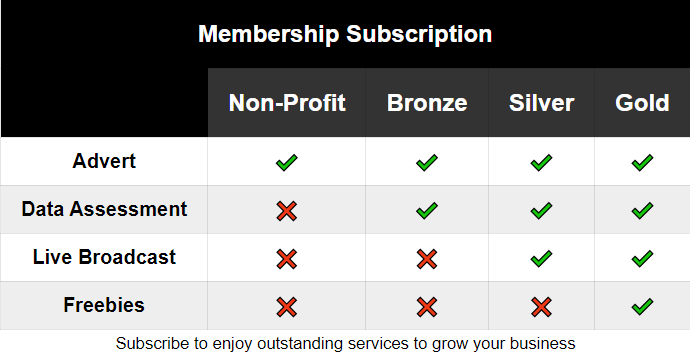 Membership Subscription
Non-Profit Bronze Silver Gold
Advert
Data Assessment
Live Broadcast
Freebies
Subscribe to enjoy outstanding services to grow your business